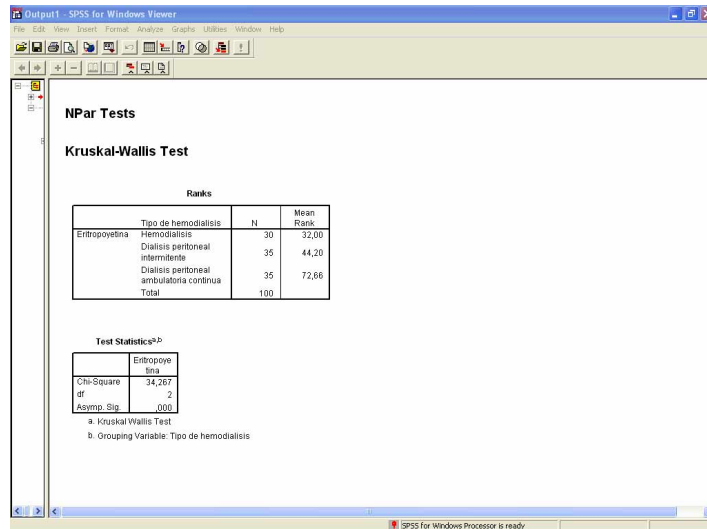 Output1 - SPSS for Windows Viewer
File Edit View Insert Format Analyze Graphs Utilities Window Help
NPar Tests
Kruskal-Wallis Test
Ranks
Tipo de hemodialisis N Mean Rank
Eritropoyetina Hemodialisis 30 32,00
Dialisis peritoneal
intermitente 35 44,20
Dialisis peritoneal
ambulatoria continua 35 72,66
Total 100
Test Statisticsa,b
Eritropoye
tina
Chi-Square 34,267
df 2
Asymp. Sig. ,000
a. Kruskal Wallis Test
b. Grouping Variable: Tipo de hemodialisis
SPSS for Windows Processor is ready